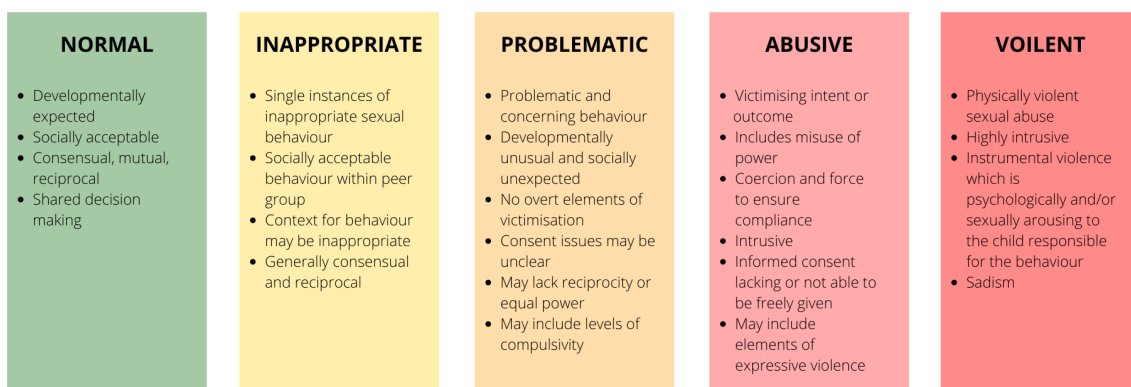 NORMAL
• Developmentally
expected
• Socially acceptable
• Consensual, mutual,
reciprocal
• Shared decision
making
INAPPROPRIATE
• Single instances of
inappropriate sexual
behaviour
• Socially acceptable
behaviour within peer
group
• Context for behaviour
may be inappropriate
• Generally consensual
and reciprocal
PROBLEMATIC
• Problematic and
concerning behaviour
• Developmentally
unusual and socially
unexpected
• No overt elements of
victimisation
• Consent issues may be
unclear
• May lack reciprocity or
equal power
• May include levels of
compulsivity
ABUSIVE
• Victimising intent or
outcome
• Includes misuse of
power
• Coercion and force
to ensure
compliance
• Intrusive
• Informed consent
lacking or not able to
be freely given
• May include
elements of
expressive violence
VOILENT
• Physically violent
sexual abuse
• Highly intrusive
• Instrumental violence
which is
psychologically and/or
sexually arousing to
the child responsible
for the behaviour
• Sadism